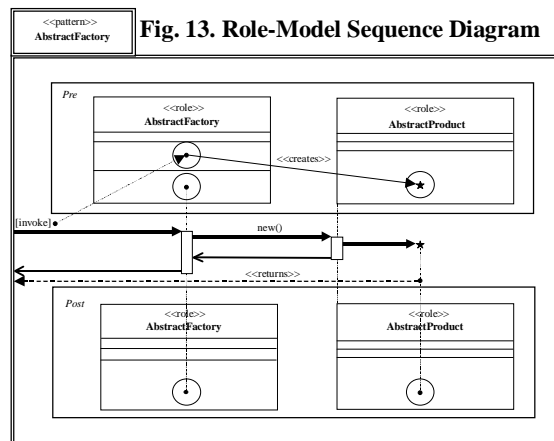 <<pattern>>
AbstractFactory
Fig. 13. Role-Model Sequence Diagram
Pre
<<role>>
AbstractFactory
<<role>>
AbstractProduct
<<creates>>
[invoke]
new()
<<returns>>
Post
<<role>>
AbstractFactory
<<role>>
AbstractProduct